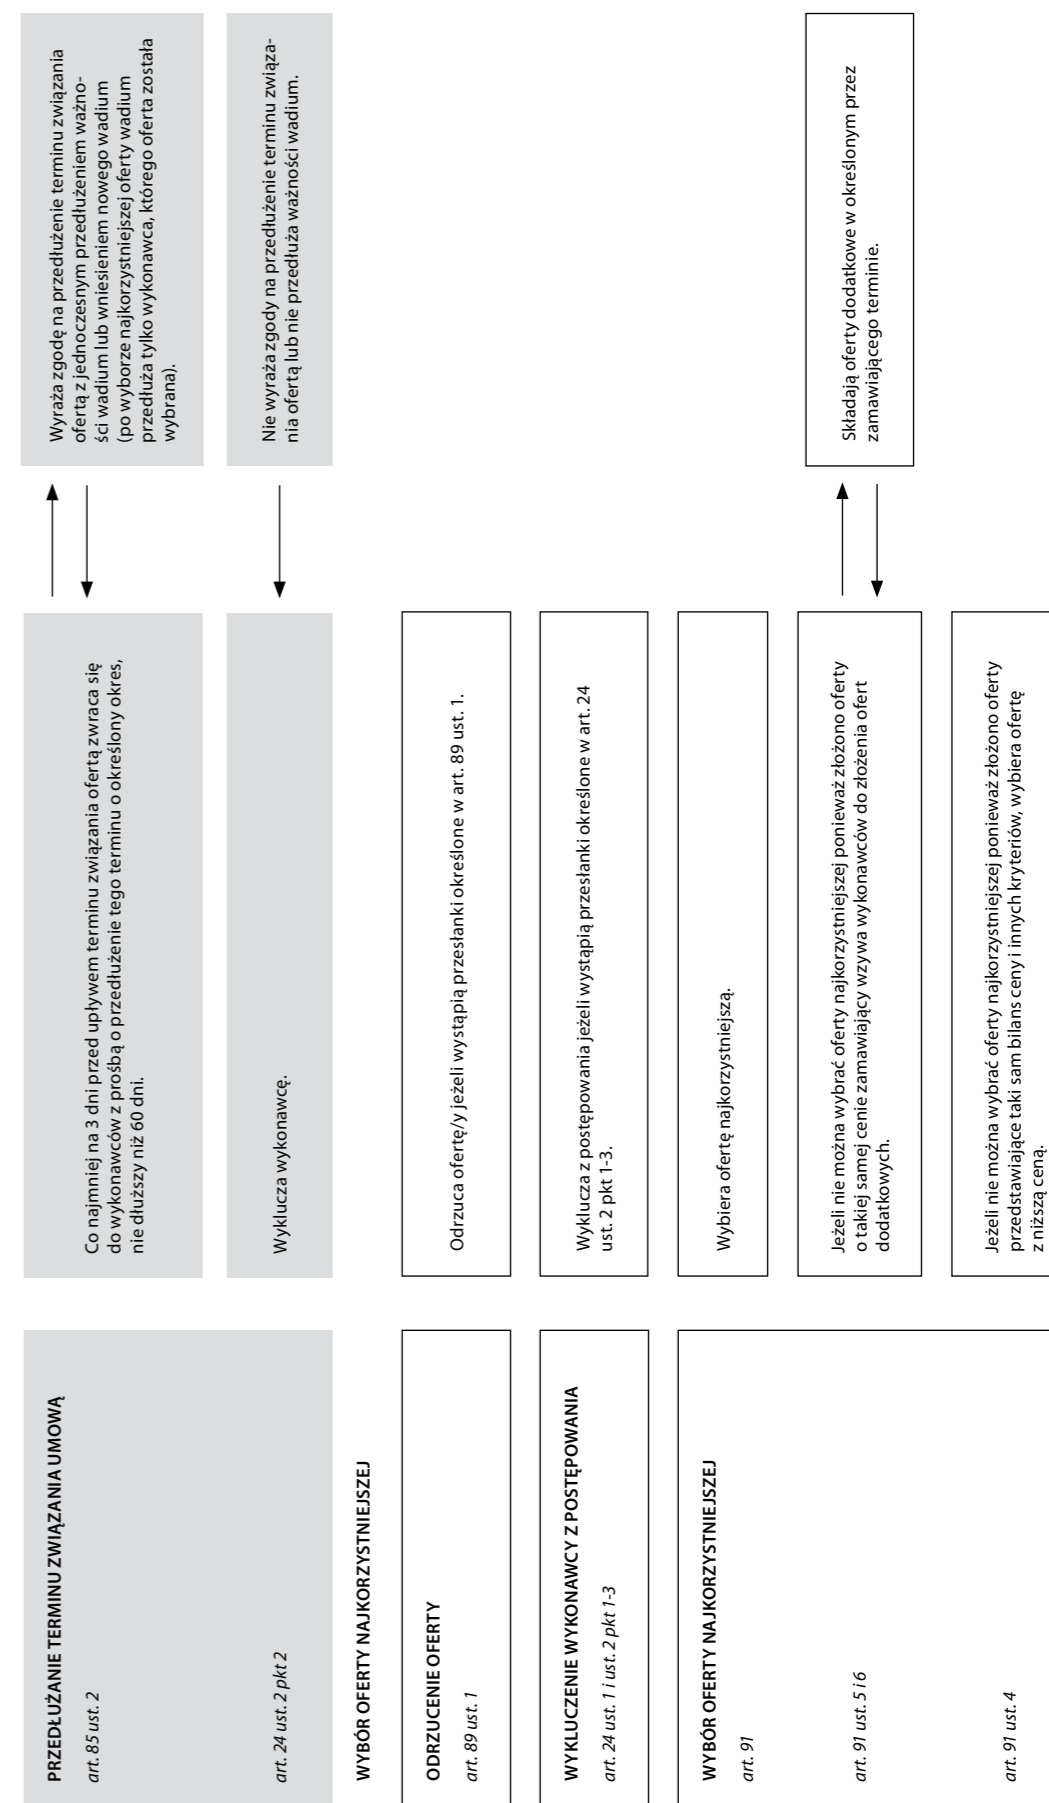 PRZEDŁUŻANIE TERMINU ZWIĄZANIA UMOWĄ
art. 85 ust. 2
Co najmniej na 3 dni przed upływem terminu związania ofertą zwraca się
do wykonawców z prośbą o przedłużenie tego terminu o określony okres,
nie dłuższy niż 60 dni.
Wyraża zgodę na przedłużenie terminu związania
ofertą z jednoczesnym przedłużeniem ważno-
ści wadium lub wniesieniem nowego wadium
(po wyborze najkorzystniejszej oferty wadium
przedłuża tylko wykonawca, którego oferta została
wybrana).
art. 24 ust. 2 pkt 2
Wyklucza wykonawcę.
Nie wyraża zgody na przedłużenie terminu związa-
nia ofertą lub nie przedłuża ważności wadium.
WYBÓR OFERTY NAJKORZYSTNIEJSZEJ
ODRZUCENIE OFERTY
art. 89 ust. 1
Odrzuca ofertę/y jeżeli wystąpią przesłanki określone w art. 89 ust. 1.
WYKLUCZENIE WYKONAWCY Z POSTĘPOWANIA
art. 24 ust. 1 i ust. 2 pkt 1-3
Wyklucza z postępowania jeżeli wystąpią przesłanki określone w art. 24
ust. 2 pkt 1-3.
WYBÓR OFERTY NAJKORZYSTNIEJSZEJ
art. 91
Wybiera ofertę najkorzystniejszą.
art. 91 ust. 5 i 6
Jeżeli nie można wybrać oferty najkorzystniejszej ponieważ złożono oferty
o takiej samej cenie zamawiający wzywa wykonawców do złożenia ofert
dodatkowych.
Składają oferty dodatkowe w określonym przez
zamawiającego terminie.
art. 91 ust. 4
Jeżeli nie można wybrać oferty najkorzystniejszej ponieważ złożono oferty
przedstawiające taki sam bilans ceny i innych kryteriów, wybiera ofertę
z niższą ceną.